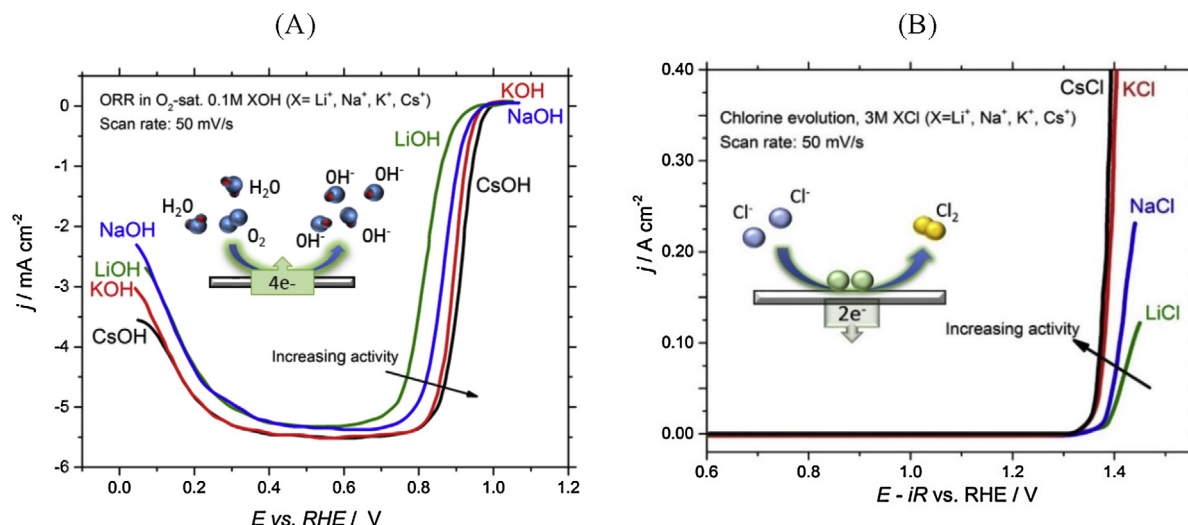 (A)
ORR in O₂-sat. 0.1M XOH (X= Li⁺, Na⁺, K⁺, Cs⁺)
Scan rate: 50 mV/s
KOH
NaOH
LiOH
CsOH
H₂0
H₂0
O₂
0H⁻
0H⁻
0H⁻
0H⁻
4e-
NaOH
LiOH
KOH
CsOH
Increasing activity
j / mA cm⁻²
0
-1
-2
-3
-4
-5
-6
0.0 0.2 0.4 0.6 0.8 1.0 1.2
E vs. RHE / V
(B)
CsCl
KCl
Chlorine evolution, 3M XCl (X=Li⁺, Na⁺, K⁺, Cs⁺)
Scan rate: 50 mV/s
NaCl
LiCl
Cl⁻
Cl⁻
Cl₂
2e⁻
Increasing activity
j / A cm⁻²
0.40
0.30
0.20
0.10
0.00
0.6 0.8 1.0 1.2 1.4
E - iR vs. RHE / V